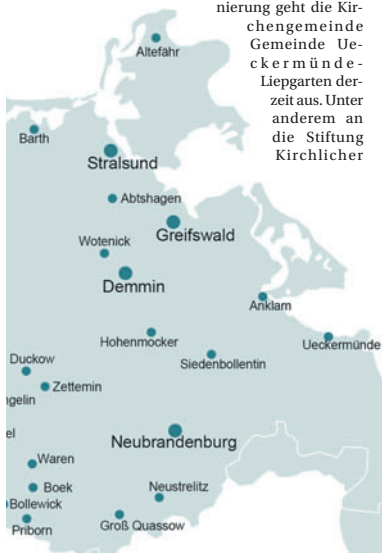 nierung geht die Kir-
chengemeinde
Gemeinde Ue-
ckermünde-
Liepgarten der-
zeit aus. Unter
anderem an
die Stiftung
Kirchlicher
Altefähr
Barth
Stralsund
Abtshagen
Greifswald
Wotenick
Demmin
Anklam
Hohenmocker
Ueckermünde
Siedenbollentin
Duckow
Zettemin
ngelin
el
Neubrandenburg
Waren
Boek
Neustrelitz
Bollewick
Priborn
Groß Quassow